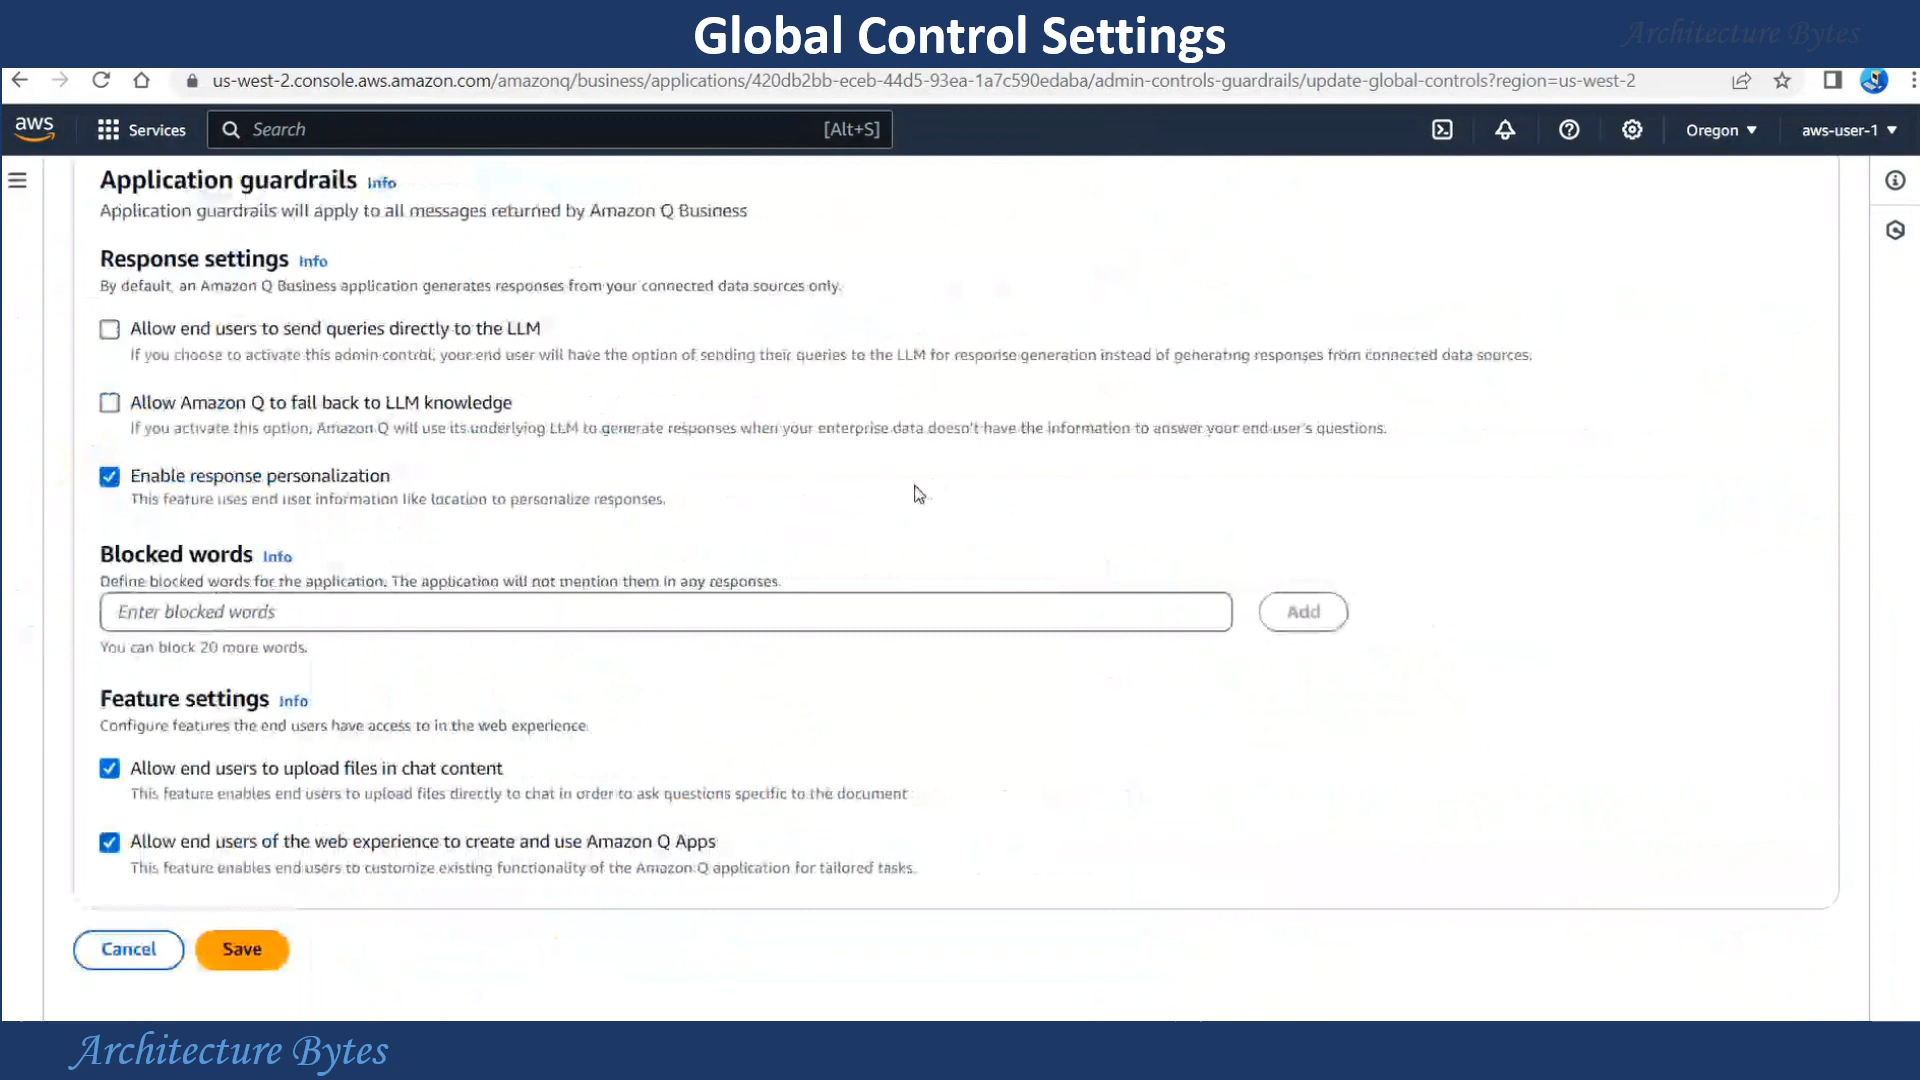 Global Control Settings
Architecture Bytes
us-west-2.console.aws.amazon.com/amazonq/business/applications/420db2bb-eceb-44d5-93ea-1a7c590edaba/admin-controls-guardrails/update-global-controls?region=us-west-2
aws
Services
Search
[Alt+S]
Oregon
aws-user-1
Application guardrails Info
Application guardrails will apply to all messages returned by Amazon Q Business
Response settings Info
By default, an Amazon Q Business application generates responses from your connected data sources only.
Allow end users to send queries directly to the LLM
If you choose to activate this admin control, your end user will have the option of sending their queries to the LLM for response generation instead of generating responses from connected data sources.
Allow Amazon Q to fall back to LLM knowledge
If you activate this option, Amazon Q will use its underlying LLM to generate responses when your enterprise data doesn't have the information to answer your end user's questions.
Enable response personalization
This feature uses end user information like location to personalize responses.
Blocked words Info
Define blocked words for the application. The application will not mention them in any responses.
Enter blocked words
Add
You can block 20 more words.
Feature settings Info
Configure features the end users have access to in the web experience.
Allow end users to upload files in chat content
This feature enables end users to upload files directly to chat in order to ask questions specific to the document
Allow end users of the web experience to create and use Amazon Q Apps
This feature enables end users to customize existing functionality of the Amazon Q application for tailored tasks.
Cancel
Save
Architecture Bytes